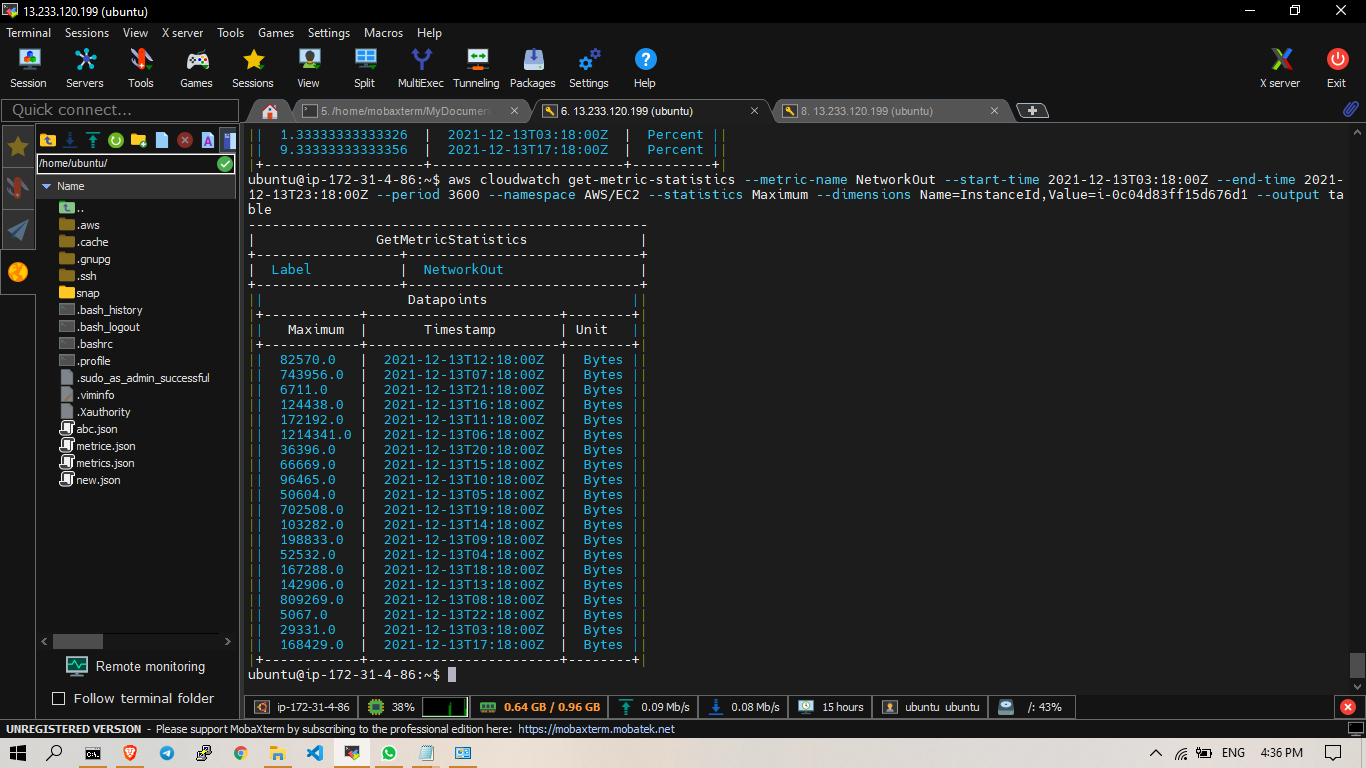 13.233.120.199 (ubuntu)
Terminal Sessions View X server Tools Games Settings Macros Help
Session Servers Tools Games Sessions View Split MultiExec Tunneling Packages Settings Help X server Exit
Quick connect...
5. /home/mobaxterm/MyDocumen
6. 13.233.120.199 (ubuntu)
8. 13.233.120.199 (ubuntu)
/home/ubuntu/
Name
..
.aws
.cache
.gnupg
.ssh
snap
.bash_history
.bash_logout
.bashrc
.profile
.sudo_as_admin_successful
.viminfo
.Xauthority
abc.json
metrice.json
metrics.json
new.json
Remote monitoring
Follow terminal folder
|| 1.33333333333326 | 2021-12-13T03:18:00Z | Percent ||
|| 9.33333333333356 | 2021-12-13T17:18:00Z | Percent ||
|+--------------------+------------------------+----------+|
ubuntu@ip-172-31-4-86:~$ aws cloudwatch get-metric-statistics --metric-name NetworkOut --start-time 2021-12-13T03:18:00Z --end-time 2021-
12-13T23:18:00Z --period 3600 --namespace AWS/EC2 --statistics Maximum --dimensions Name=InstanceId,Value=i-0c04d83ff15d676d1 --output ta
ble
--------------------------------------------------
| GetMetricStatistics |
+------------------+-----------------------------+
| Label | NetworkOut |
+------------------+-----------------------------+
|| Datapoints ||
|+------------+------------------------+--------+|
|| Maximum | Timestamp | Unit ||
|+------------+------------------------+--------+|
|| 82570.0 | 2021-12-13T12:18:00Z | Bytes ||
|| 743956.0 | 2021-12-13T07:18:00Z | Bytes ||
|| 6711.0 | 2021-12-13T21:18:00Z | Bytes ||
|| 124438.0 | 2021-12-13T16:18:00Z | Bytes ||
|| 172192.0 | 2021-12-13T11:18:00Z | Bytes ||
|| 1214341.0 | 2021-12-13T06:18:00Z | Bytes ||
|| 36396.0 | 2021-12-13T20:18:00Z | Bytes ||
|| 66669.0 | 2021-12-13T15:18:00Z | Bytes ||
|| 96465.0 | 2021-12-13T10:18:00Z | Bytes ||
|| 50604.0 | 2021-12-13T05:18:00Z | Bytes ||
|| 702508.0 | 2021-12-13T19:18:00Z | Bytes ||
|| 103282.0 | 2021-12-13T14:18:00Z | Bytes ||
|| 198833.0 | 2021-12-13T09:18:00Z | Bytes ||
|| 52532.0 | 2021-12-13T04:18:00Z | Bytes ||
|| 167288.0 | 2021-12-13T18:18:00Z | Bytes ||
|| 142906.0 | 2021-12-13T13:18:00Z | Bytes ||
|| 809269.0 | 2021-12-13T08:18:00Z | Bytes ||
|| 5067.0 | 2021-12-13T22:18:00Z | Bytes ||
|| 29331.0 | 2021-12-13T03:18:00Z | Bytes ||
|| 168429.0 | 2021-12-13T17:18:00Z | Bytes ||
|+------------+------------------------+--------+|
ubuntu@ip-172-31-4-86:~$
ip-172-31-4-86 38% 0.64 GB / 0.96 GB 0.09 Mb/s 0.08 Mb/s 15 hours ubuntu ubuntu /: 43%
UNREGISTERED VERSION - Please support MobaXterm by subscribing to the professional edition here: https://mobaxterm.mobatek.net
ENG 4:36 PM